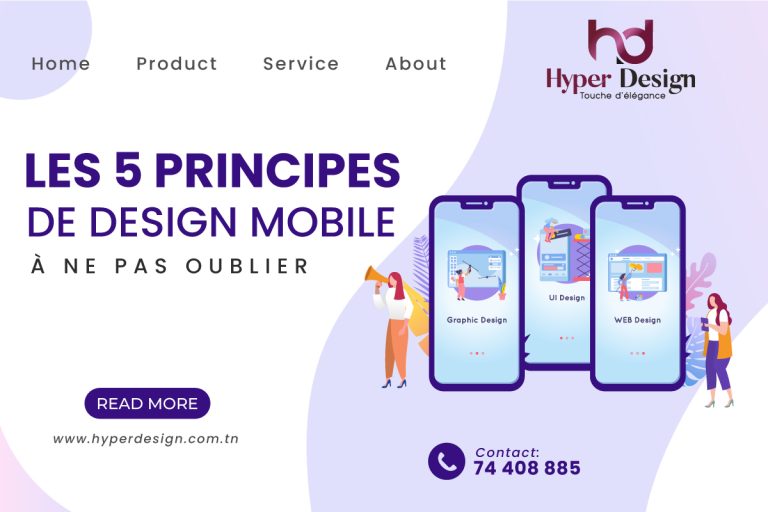 Home Product Service About
hd
Hyper Design
Touche d'élégance
LES 5 PRINCIPES
DE DESIGN MOBILE
À NE PAS OUBLIER
Graphic Design
UI Design
WEB Design
READ MORE
www.hyperdesign.com.tn
Contact:
74 408 885